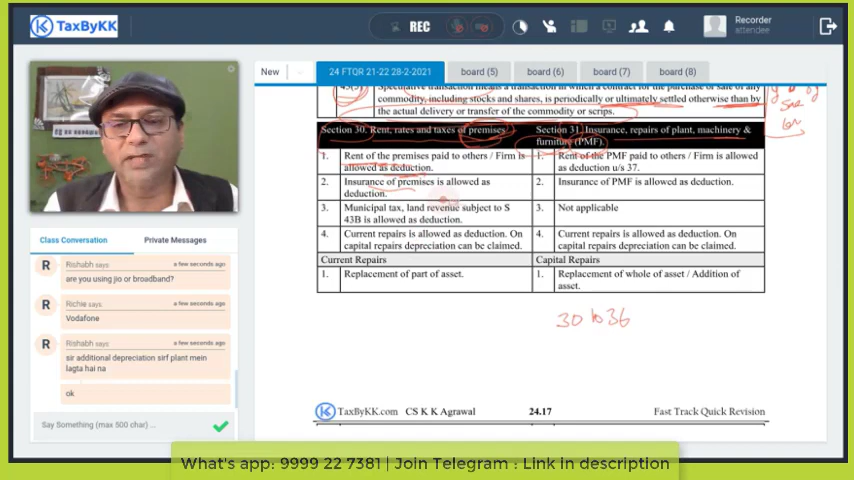 TaxByKK
REC
Recorder
attendee
New
24 FTQR 21-22 28-2-2021
board (5)
board (6)
board (7)
board (8)
43(5)
Speculative transaction means a transaction in which a contract for the purchase or sale of any
commodity, including stocks and shares, is periodically or ultimately settled otherwise than by
the actual delivery or transfer of the commodity or scrips.
Section 30. Rent, rates and taxes of premises
Section 31. Insurance, repairs of plant, machinery &
furniture (PMF).
1. Rent of the premises paid to others / Firm is
allowed as deduction.
1. Rent of the PMF paid to others / Firm is allowed
as deduction u/s 37.
2. Insurance of premises is allowed as
deduction.
2. Insurance of PMF is allowed as deduction.
3. Municipal tax, land revenue subject to S
43B is allowed as deduction.
3. Not applicable
4. Current repairs is allowed as deduction. On
capital repairs depreciation can be claimed.
4. Current repairs is allowed as deduction. On
capital repairs depreciation can be claimed.
Current Repairs
Capital Repairs
1. Replacement of part of asset.
1. Replacement of whole of asset / Addition of
asset.
30 to 36
TaxByKK.com CS K K Agrawal
24.17
Fast Track Quick Revision
Class Conversation
Private Messages
R
Rishabh says
a few seconds ago
are you using jio or broadband?
R
Richie says
a few seconds ago
Vodafone
R
Rishabh says
a few seconds ago
sir additional depreciation sirf plant mein
lagta hai na
ok
Say Something (max 500 char) ...
What's app: 9999 22 7381 | Join Telegram : Link in description